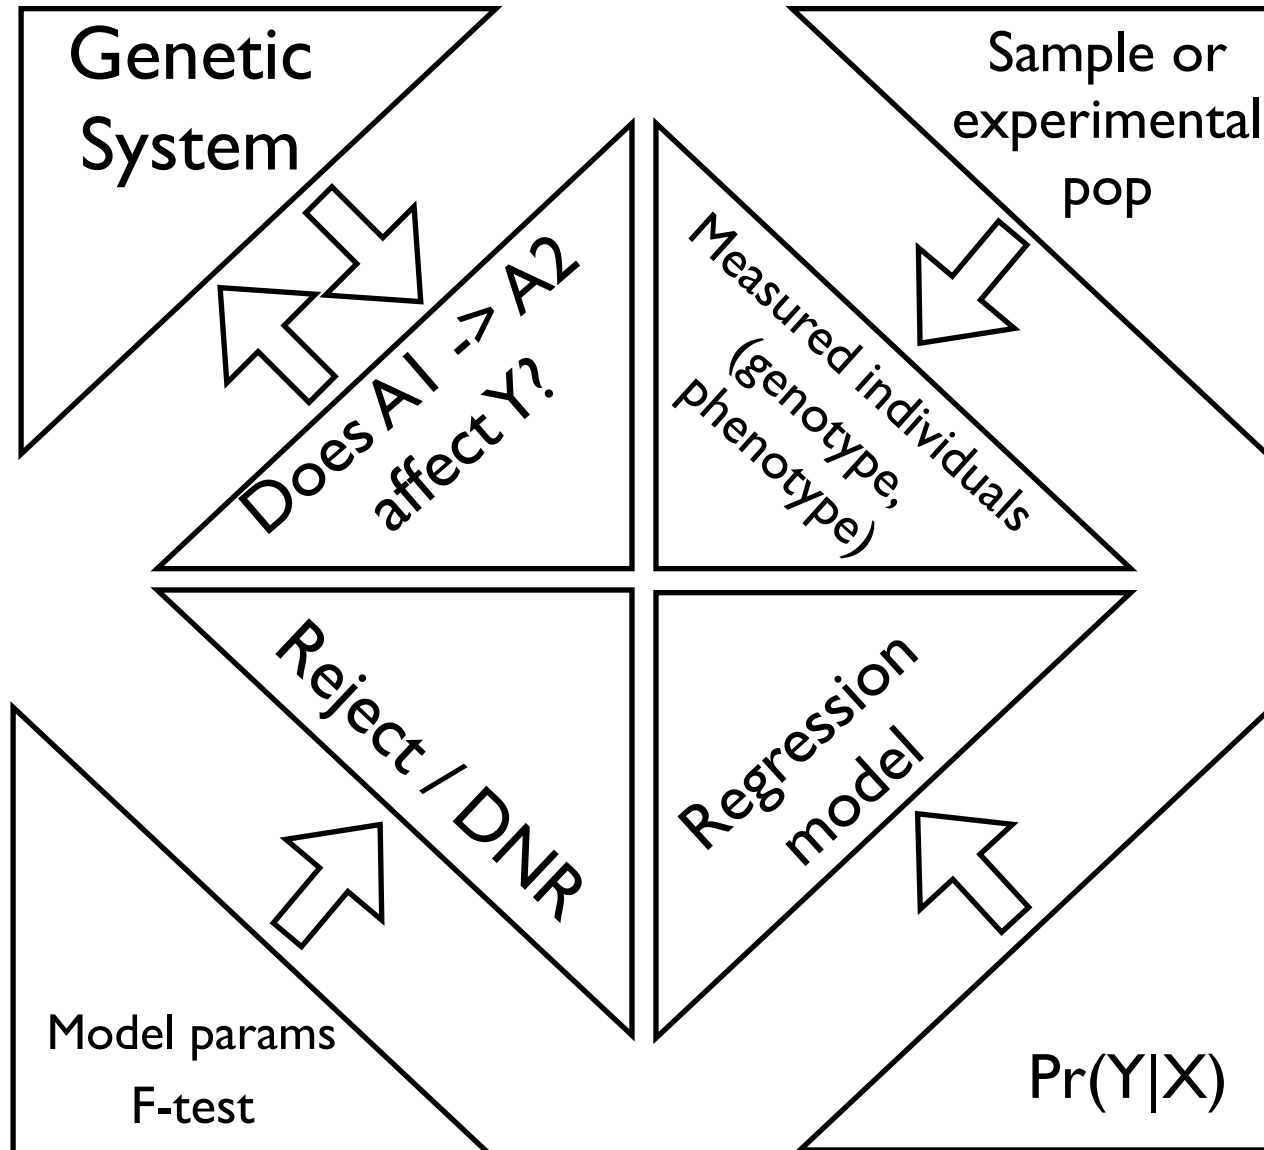 Genetic
System
Sample or
experimental
pop
Does A1 -> A2
affect Y?
Measured individuals
(genotype,
phenotype)
Reject / DNR
Regression
model
Model params
F-test
Pr(Y|X)